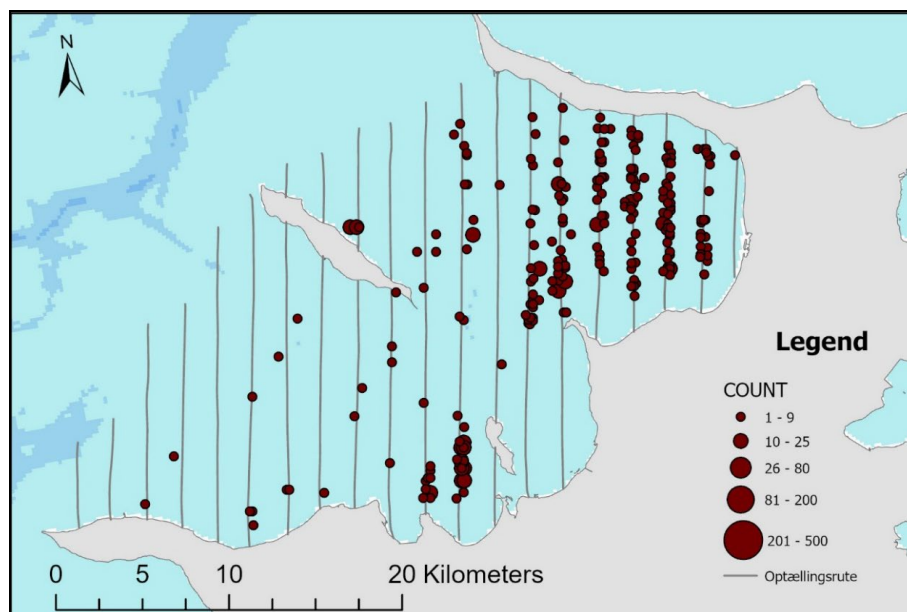 N
Legend
COUNT
1 - 9
10 - 25
26 - 80
81 - 200
201 - 500
Optællingsrute
0 5 10 20 Kilometers